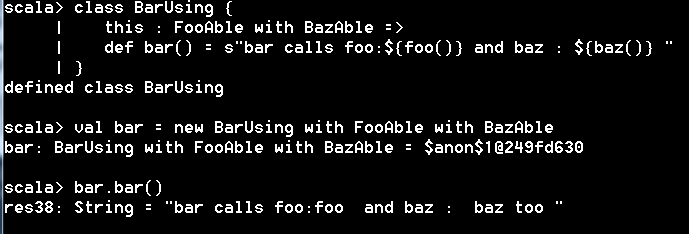 scala> class BarUsing {
     |     this : FooAble with BazAble =>
     |     def bar() = s"bar calls foo:${foo()} and baz : ${baz()} "
     | }
defined class BarUsing
scala> val bar = new BarUsing with FooAble with BazAble
bar: BarUsing with FooAble with BazAble = $anon$1@249fd630
scala> bar.bar()
res38: String = "bar calls foo:foo  and baz :  baz too "